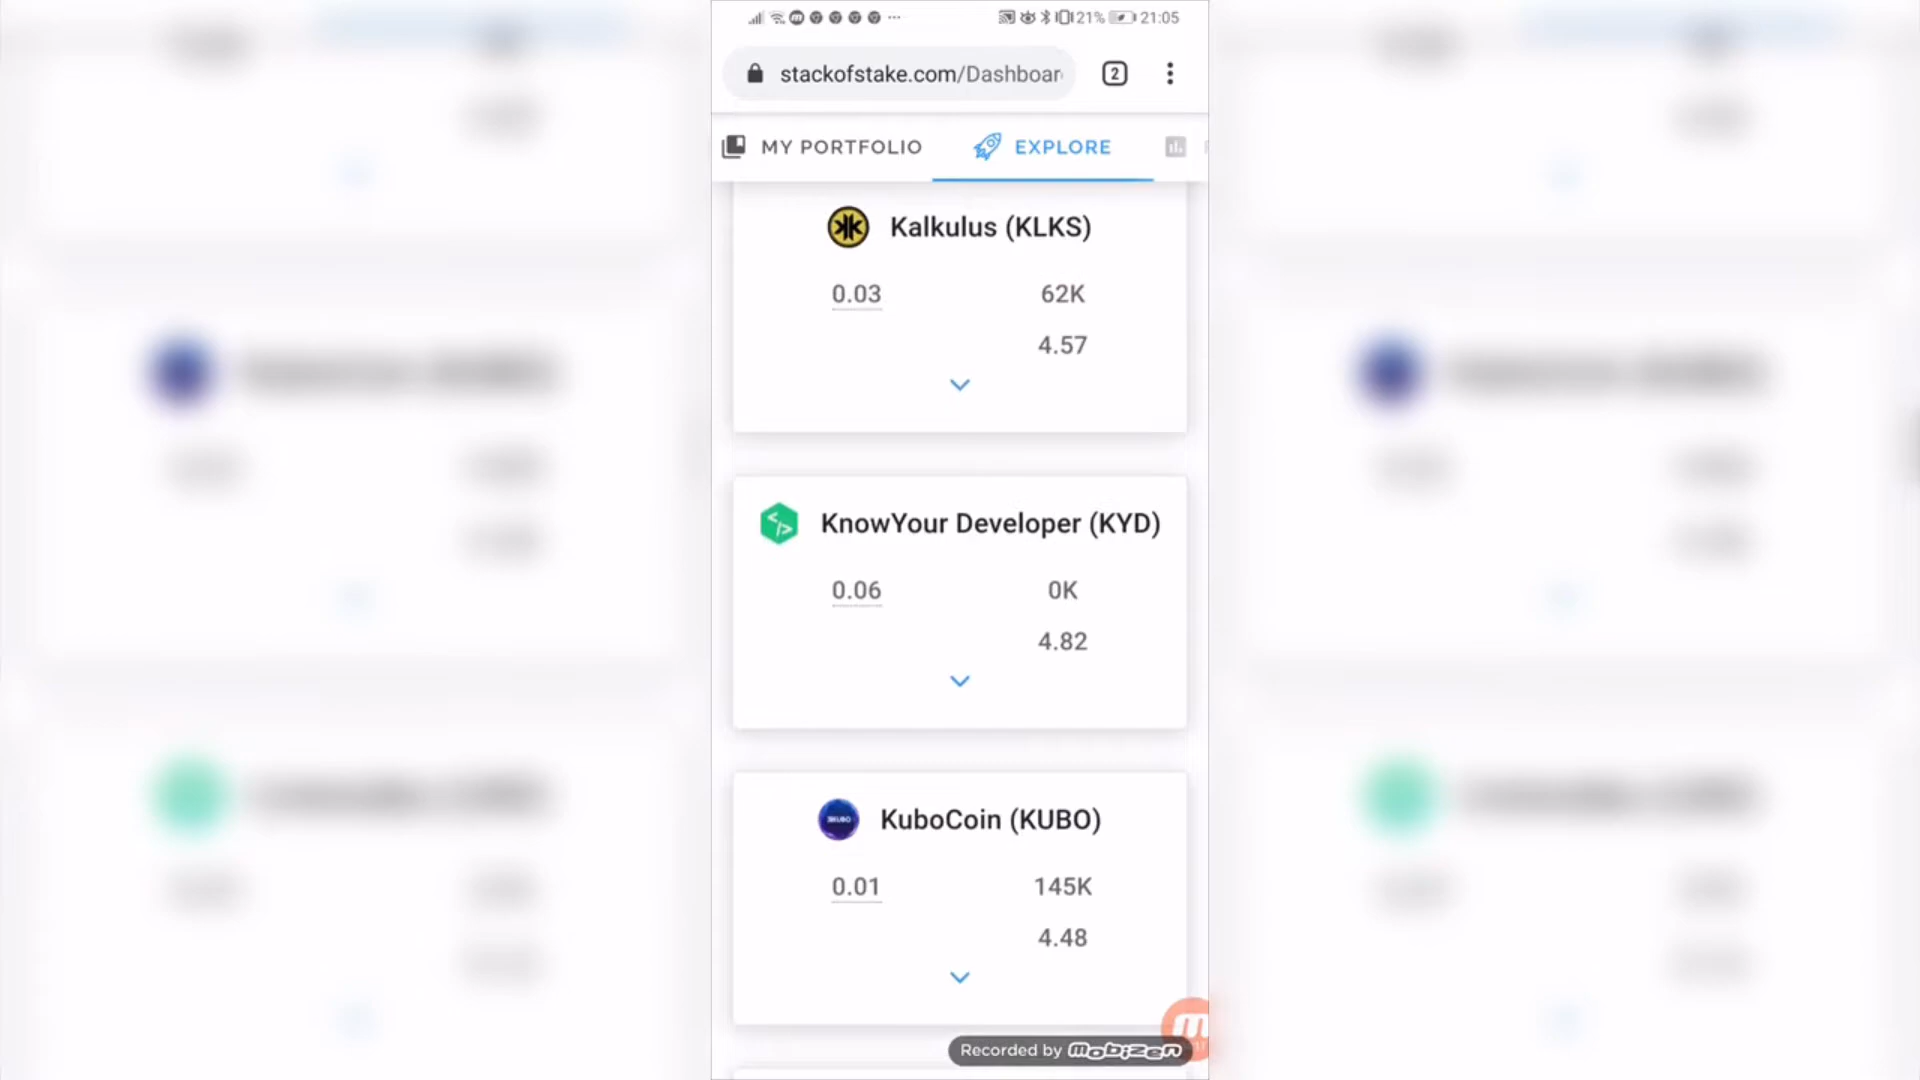 21% 21:05
stackofstake.com/Dashboar
2
MY PORTFOLIO EXPLORE
Kalkulus (KLKS)
0.03 62K
4.57
KnowYour Developer (KYD)
0.06 0K
4.82
KuboCoin (KUBO)
0.01 145K
4.48
Recorded by mobizen